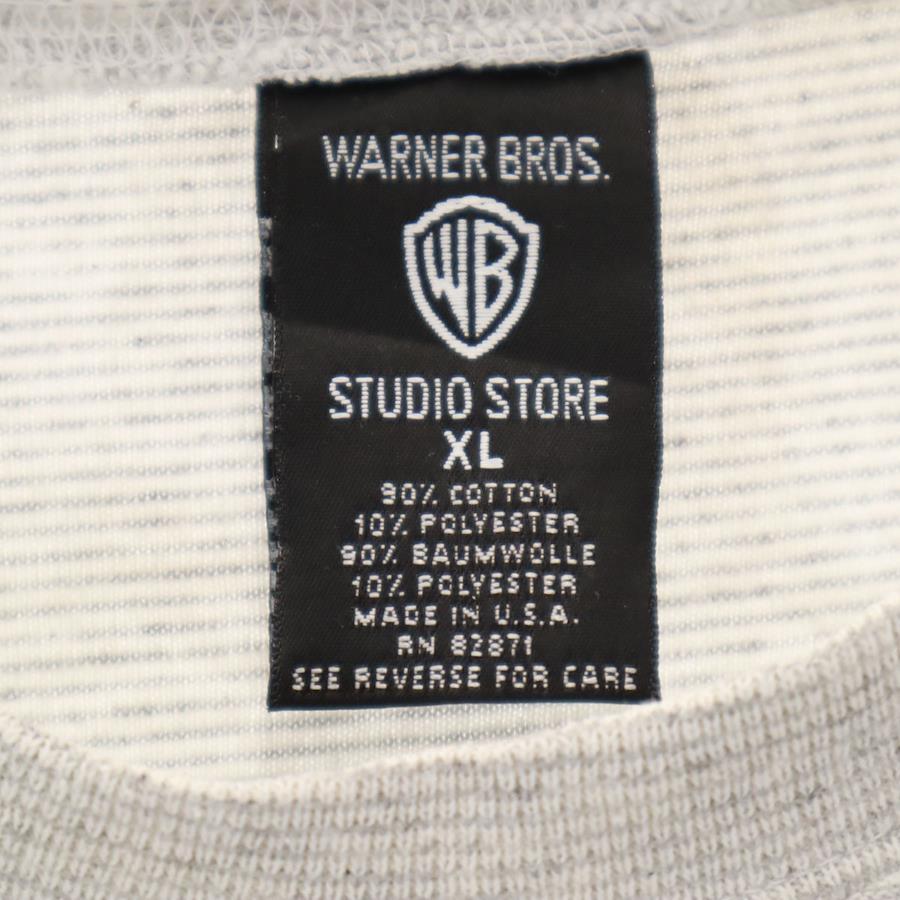 WARNER BROS.
WB
STUDIO STORE
XL
90% COTTON
10% POLYESTER
90% BAUMWOLLE
10% POLYESTER
MADE IN U.S.A.
RN 82871
SEE REVERSE FOR CARE